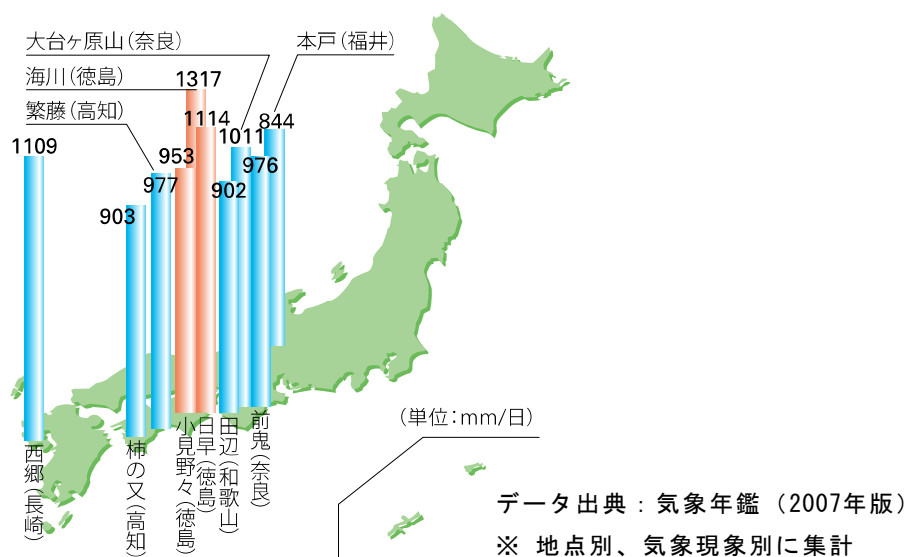 大台ヶ原山(奈良)
本戸(福井)
海川(徳島)
1317
繁藤(高知)
1114
1011
844
1109
953
976
977
902
903
西郷(長崎)
柿の又(高知)
小見野々(徳島)
日早(徳島)
田辺(和歌山)
前鬼(奈良)
(単位:mm/日)
データ出典:気象年鑑(2007年版)
※ 地点別、気象現象別に集計